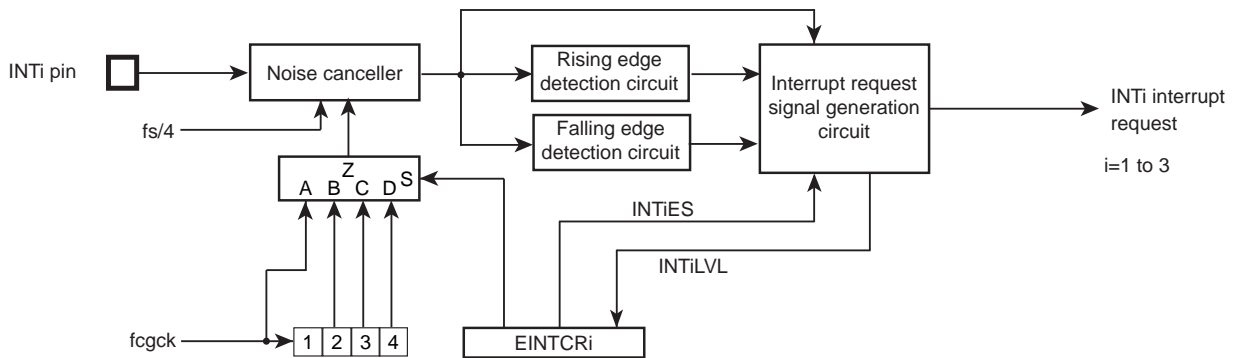 INTi pin
Noise canceller
Rising edge
detection circuit
Falling edge
detection circuit
Interrupt request
signal generation
circuit
INTi interrupt
request
i=1 to 3
fs/4
Z
S
A B C D
INTiES
INTiLVL
fcgck
1 2 3 4
EINTCRi